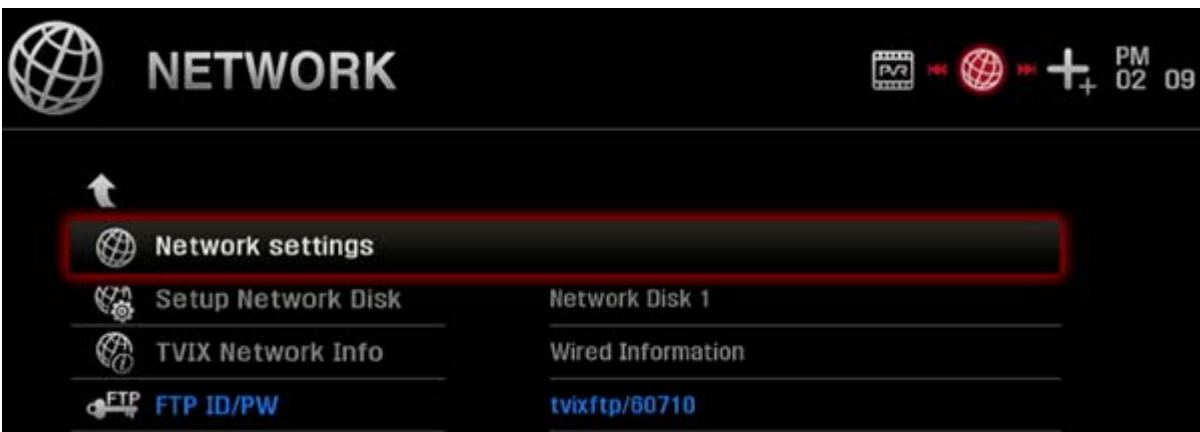 NETWORK
PVR
PM
02 09
Network settings
Setup Network Disk Network Disk 1
TVIX Network Info Wired Information
FTP FTP ID/PW tvixftp/60710